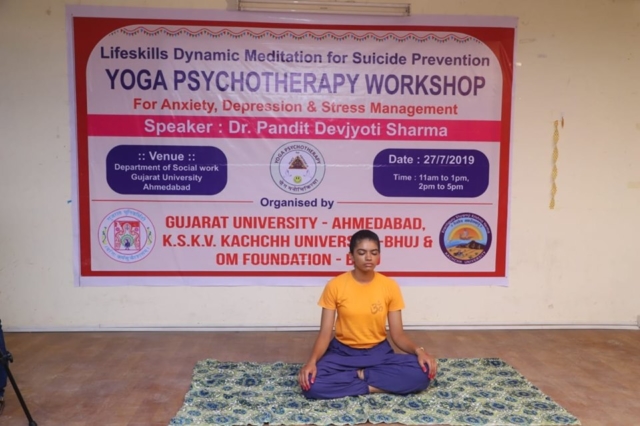 Lifeskills Dynamic Meditation for Suicide Prevention
YOGA PSYCHOTHERAPY WORKSHOP
For Anxiety, Depression & Stress Management
Speaker : Dr. Pandit Devjyoti Sharma
:: Venue ::
Department of Social work
Gujarat University
Ahmedabad
YOGA PSYCHOTHERAPY
Date : 27/7/2019
Time : 11am to 1pm,
2pm to 5pm
Organised by
GUJARAT UNIVERSITY - AHMEDABAD,
K.S.K.V. KACHCHH -BHUJ &
OM FOUNDATION -
ॐ